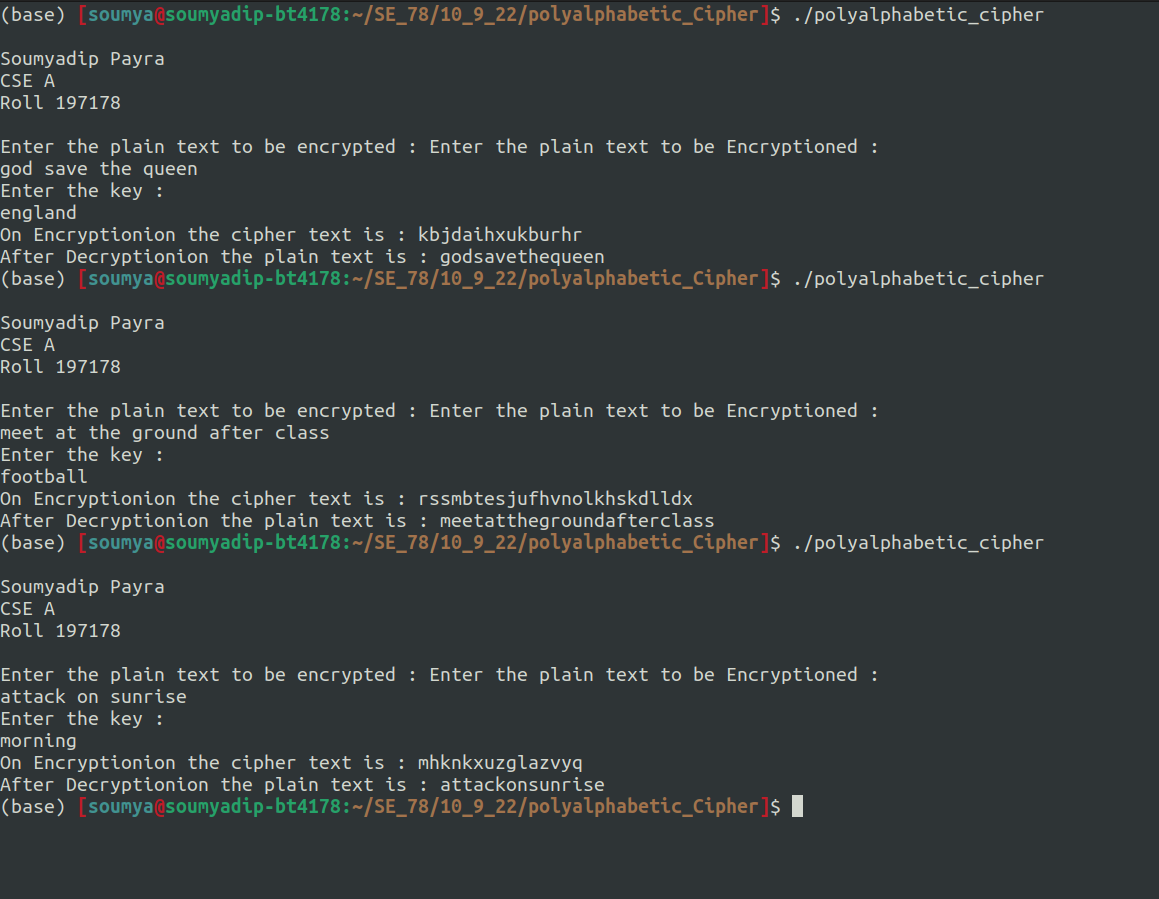 (base) [soumya@soumyadip-bt4178:~/SE_78/10_9_22/polyalphabetic_Cipher]$ ./polyalphabetic_cipher
Soumyadip Payra
CSE A
Roll 197178
Enter the plain text to be encrypted : Enter the plain text to be Encryptioned :
god save the queen
Enter the key :
england
On Encryptionion the cipher text is : kbjdaihxukburhr
After Decryptionion the plain text is : godsavethequeen
(base) [soumya@soumyadip-bt4178:~/SE_78/10_9_22/polyalphabetic_Cipher]$ ./polyalphabetic_cipher
Soumyadip Payra
CSE A
Roll 197178
Enter the plain text to be encrypted : Enter the plain text to be Encryptioned :
meet at the ground after class
Enter the key :
football
On Encryptionion the cipher text is : rssmbtesjufhvnolkhskdlldx
After Decryptionion the plain text is : meetatthegroundafterclass
(base) [soumya@soumyadip-bt4178:~/SE_78/10_9_22/polyalphabetic_Cipher]$ ./polyalphabetic_cipher
Soumyadip Payra
CSE A
Roll 197178
Enter the plain text to be encrypted : Enter the plain text to be Encryptioned :
attack on sunrise
Enter the key :
morning
On Encryptionion the cipher text is : mhknkxuzglazvyq
After Decryptionion the plain text is : attackonsunrise
(base) [soumya@soumyadip-bt4178:~/SE_78/10_9_22/polyalphabetic_Cipher]$